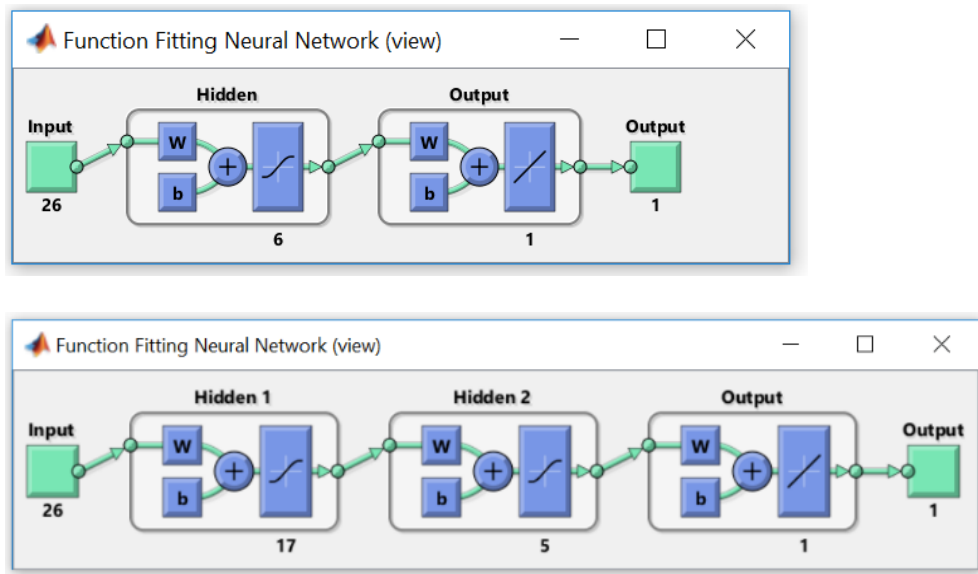 Function Fitting Neural Network (view)
Hidden Output
Input Output
W W
b b
26 1
6 1
Function Fitting Neural Network (view)
Hidden 1 Hidden 2 Output
Input Output
W W W
b b b
26 1
17 5 1